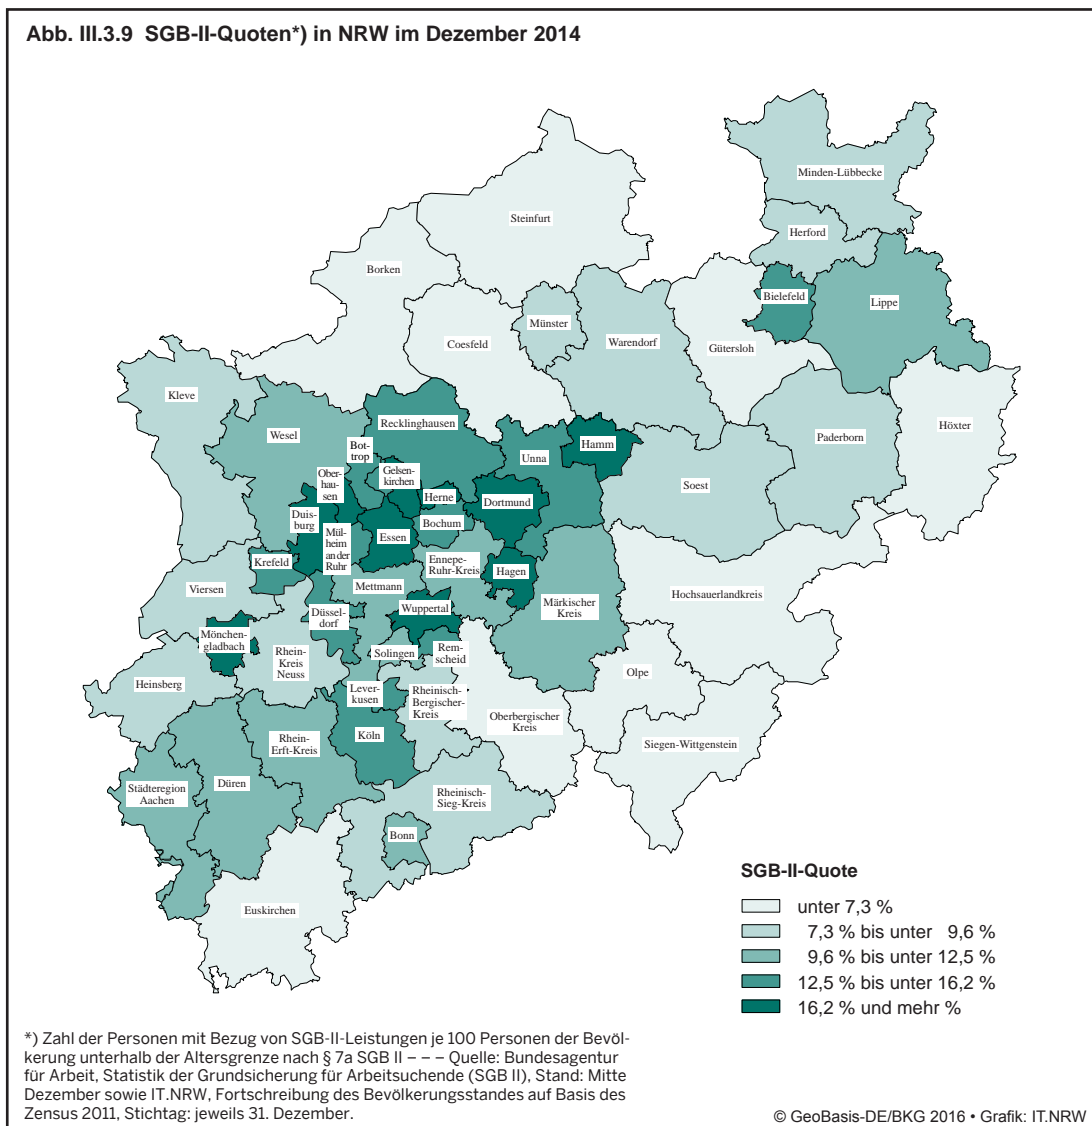 Abb. III.3.9 SGB-II-Quoten*) in NRW im Dezember 2014
Minden-Lübbecke
Steinfurt
Herford
Borken
Bielefeld
Lippe
Münster
Coesfeld
Warendorf
Gütersloh
Kleve
Recklinghausen
Höxter
Wesel
Hamm
Paderborn
Bot-
trop
Unna
Gelsen-
kirchen
Ober-
hau-
sen
Soest
Herne
Dortmund
Duis-
burg
Bochum
Essen
Mülheim
an der
Ruhr
Krefeld
Ennepe-
Ruhr-Kreis
Hagen
Viersen
Mettmann
Hochsauerlandkreis
Märkischer
Kreis
Wuppertal
Düssel-
dorf
Mönchen-
gladbach
Rem-
scheid
Solingen
Rhein-
Kreis
Neuss
Heinsberg
Olpe
Lever-
kusen
Rheinisch-
Bergischer-
Kreis
Oberbergischer
Kreis
Köln
Siegen-Wittgenstein
Rhein-
Erft-Kreis
Düren
Städteregion
Aachen
Rheinisch-
Sieg-Kreis
Bonn
Euskirchen
SGB-II-Quote
unter 7,3 %
7,3 % bis unter 9,6 %
9,6 % bis unter 12,5 %
12,5 % bis unter 16,2 %
16,2 % und mehr %
*) Zahl der Personen mit Bezug von SGB-II-Leistungen je 100 Personen der Bevöl-
kerung unterhalb der Altersgrenze nach § 7a SGB II – – – Quelle: Bundesagentur
für Arbeit, Statistik der Grundsicherung für Arbeitsuchende (SGB II), Stand: Mitte
Dezember sowie IT.NRW, Fortschreibung des Bevölkerungsstandes auf Basis des
Zensus 2011, Stichtag: jeweils 31. Dezember.
© GeoBasis-DE/BKG 2016 • Grafik: IT.NRW